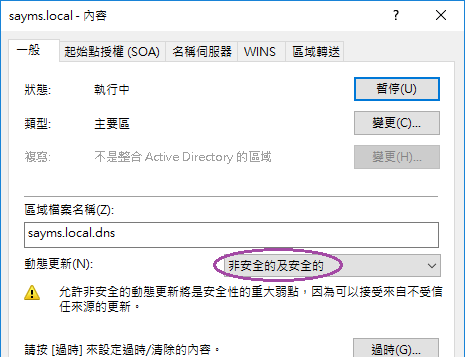 sayms.local - 內容
一般 起始點授權 (SOA) 名稱伺服器 WINS 區域轉送
狀態: 執行中 暫停(U)
類型: 主要區 變更(C)...
複寫: 不是整合 Active Directory 的區域 變更(H)...
區域檔案名稱(Z):
sayms.local.dns
動態更新(N): 非安全的及安全的
允許非安全的動態更新將是安全性的重大弱點，因為可以接受來自不受信
任來源的更新。
請按 [過時] 來設定過時/清除的內容。 過時(G)...